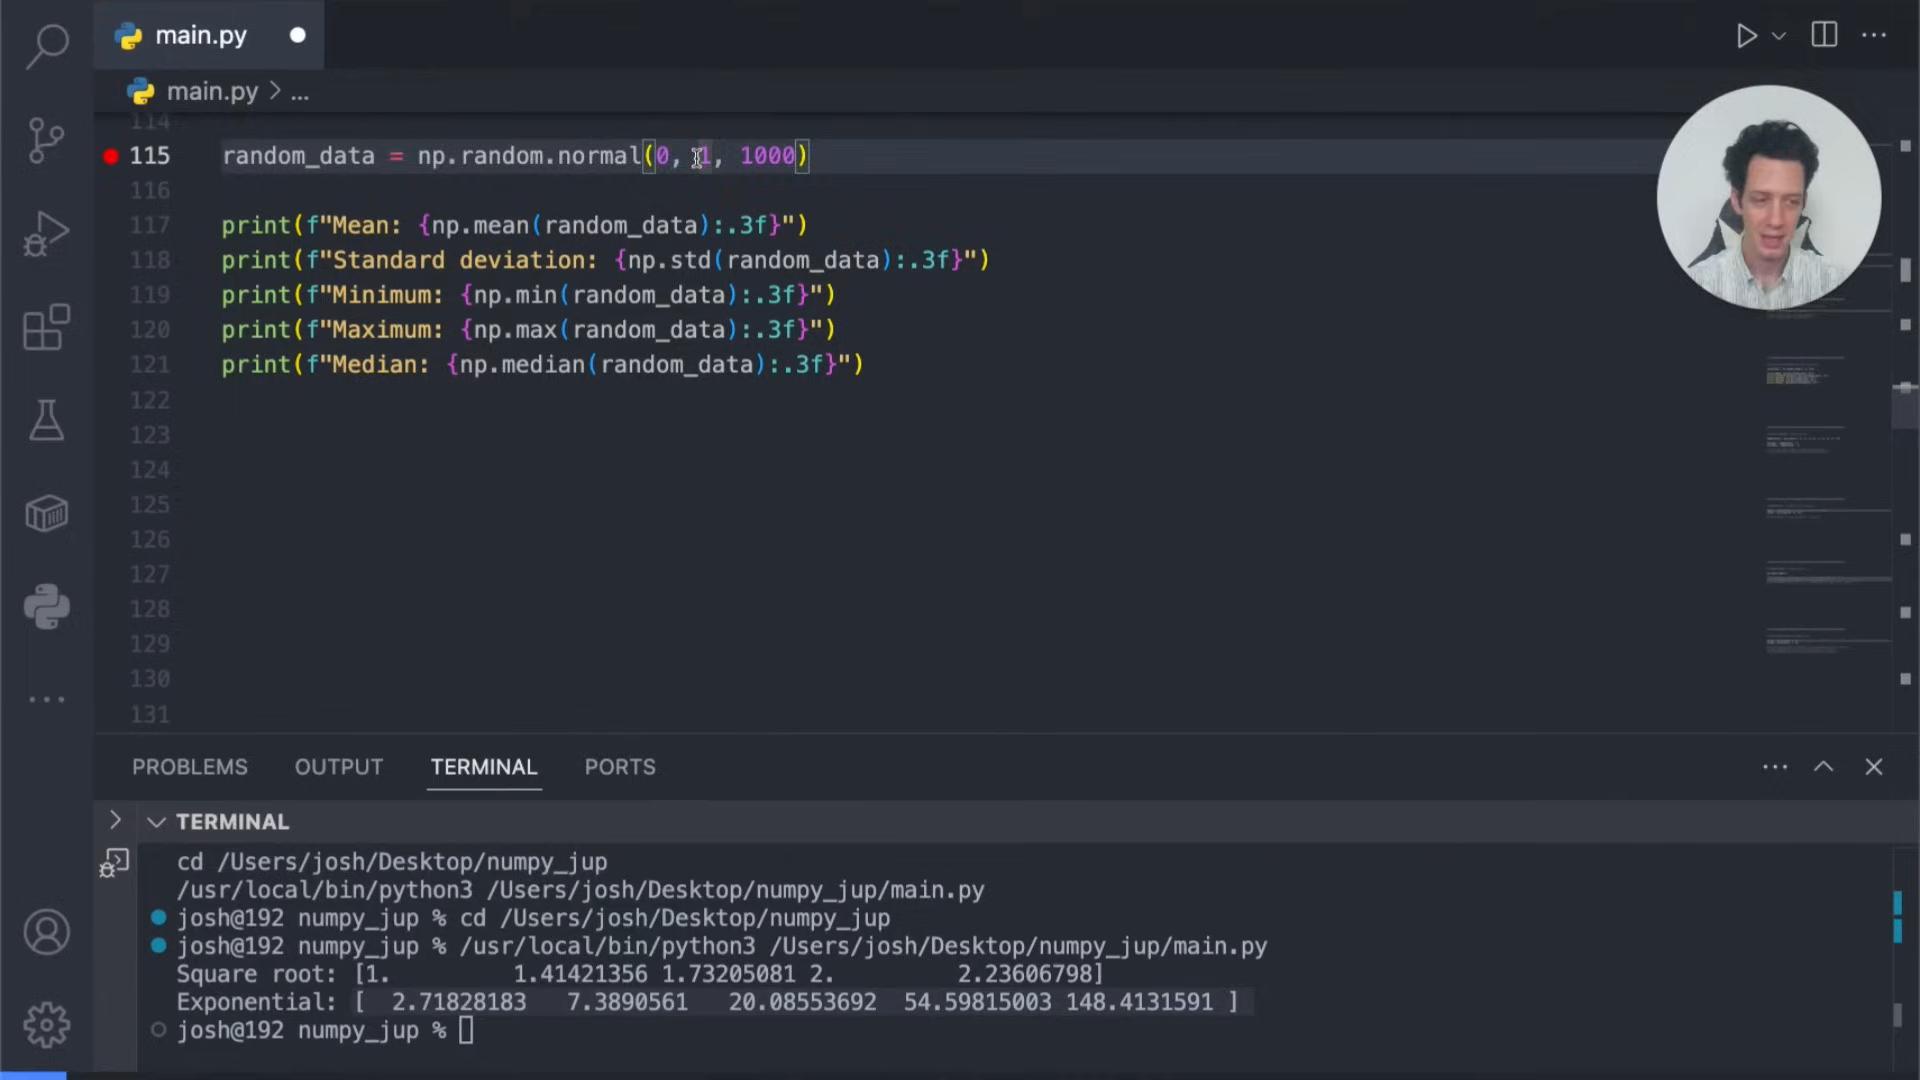 main.py
main.py > ...
114
115 random_data = np.random.normal(0, 1, 1000)
116
117 print(f"Mean: {np.mean(random_data):.3f}")
118 print(f"Standard deviation: {np.std(random_data):.3f}")
119 print(f"Minimum: {np.min(random_data):.3f}")
120 print(f"Maximum: {np.max(random_data):.3f}")
121 print(f"Median: {np.median(random_data):.3f}")
122
123
124
125
126
127
128
129
130
131
PROBLEMS OUTPUT TERMINAL PORTS
TERMINAL
cd /Users/josh/Desktop/numpy_jup
/usr/local/bin/python3 /Users/josh/Desktop/numpy_jup/main.py
josh@192 numpy_jup % cd /Users/josh/Desktop/numpy_jup
josh@192 numpy_jup % /usr/local/bin/python3 /Users/josh/Desktop/numpy_jup/main.py
Square root: [1.         1.41421356 1.73205081 2.         2.23606798]
Exponential: [  2.71828183   7.3890561   20.08553692  54.59815003 148.4131591 ]
josh@192 numpy_jup %